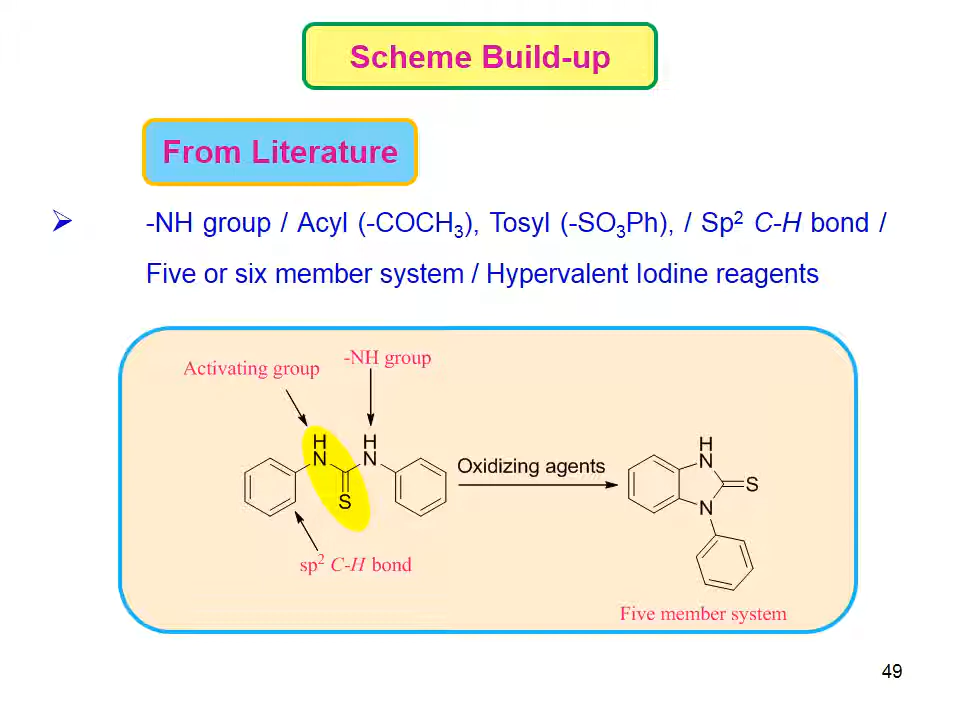 Scheme Build-up
From Literature
➢ -NH group / Acyl (-COCH₃), Tosyl (-SO₃Ph), / Sp² C-H bond /
Five or six member system / Hypervalent Iodine reagents
-NH group
Activating group
H
N
H
N
S
Oxidizing agents
H
N
S
N
sp² C-H bond
Five member system
49